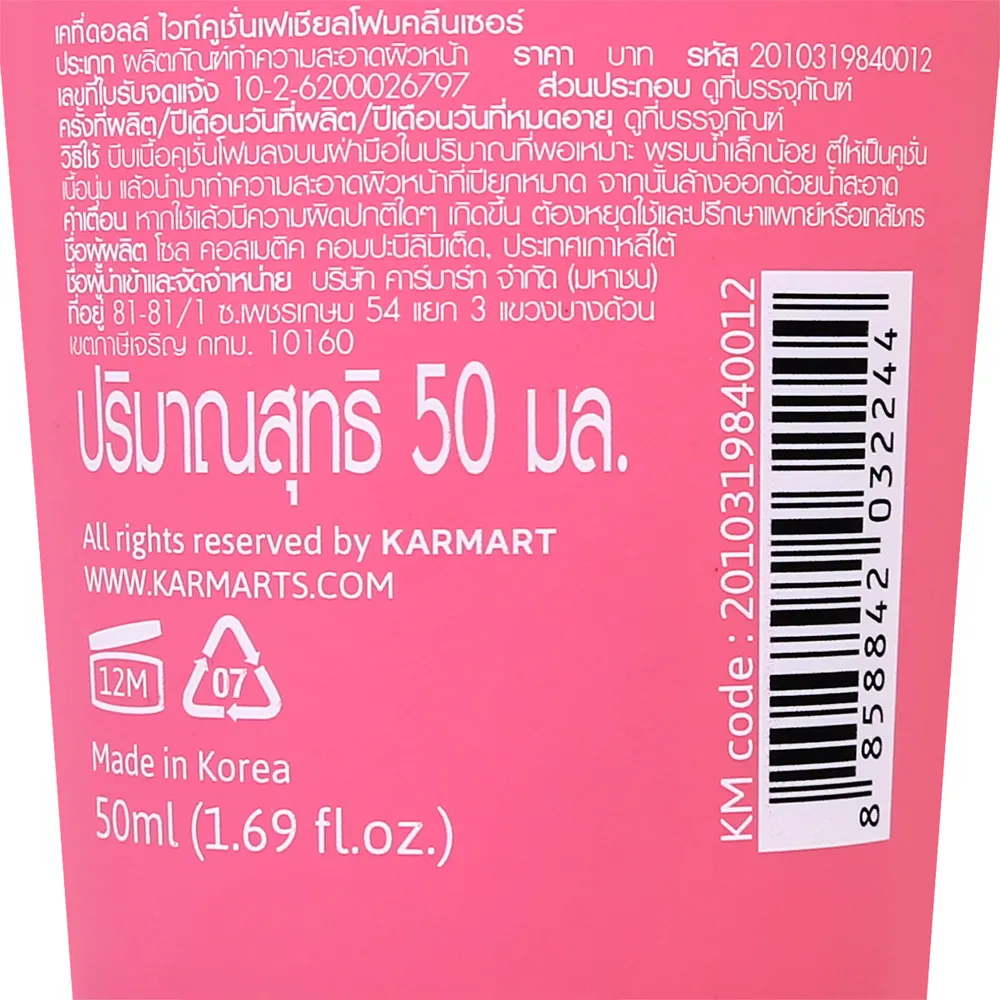 เคที่ดอลล์ ไวท์คูชั่นเฟเชียลโฟมคลีนเซอร์
ประเภท ผลิตภัณฑ์ทำความสะอาดผิวหน้า ราคา บาท รหัส 2010319840012
เลขที่ใบรับจดแจ้ง 10-2-6200026797 ส่วนประกอบ ดูที่บรรจุภัณฑ์
ครั้งที่ผลิต/ปีเดือนวันที่ผลิต/ปีเดือนวันที่หมดอายุ ดูที่บรรจุภัณฑ์
วิธีใช้ บีบเนื้อคูชั่นโฟมลงบนฝ่ามือในปริมาณที่พอเหมาะ พรมน้ำเล็กน้อย ตีให้เป็นคูชั่น
เนื้อนุ่ม แล้วนำมาทำความสะอาดผิวหน้าที่เปียกหมาด จากนั้นล้างออกด้วยน้ำสะอาด
คำเตือน หากใช้แล้วมีความผิดปกติใดๆ เกิดขึ้น ต้องหยุดใช้และปรึกษาแพทย์หรือเภสัชกร
ชื่อผู้ผลิต โซล คอสเมติค คอมปะนีลิมิเต็ด, ประเทศเกาหลีใต้
ชื่อผู้นำเข้าและจัดจำหน่าย บริษัท คาร์มาร์ท จำกัด (มหาชน)
ที่อยู่ 81-81/1 ซ.เพชรเกษม 54 แยก 3 แขวงบางด้วน
เขตภาษีเจริญ กทม. 10160
ปริมาณสุทธิ 50 มล.
All rights reserved by KARMART
WWW.KARMARTS.COM
12M
07
Made in Korea
50ml (1.69 fl.oz.)
KM code : 2010319840012
8 858842 032244